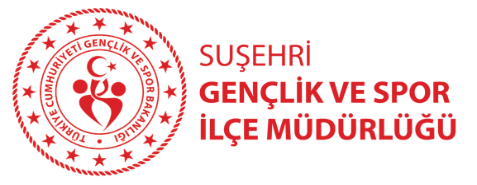 TÜRKİYE CUMHURİYETİ GENÇLİK VE SPOR BAKANLIĞI
SUŞEHRİ
GENÇLİK VE SPOR
İLÇE MÜDÜRLÜĞÜ